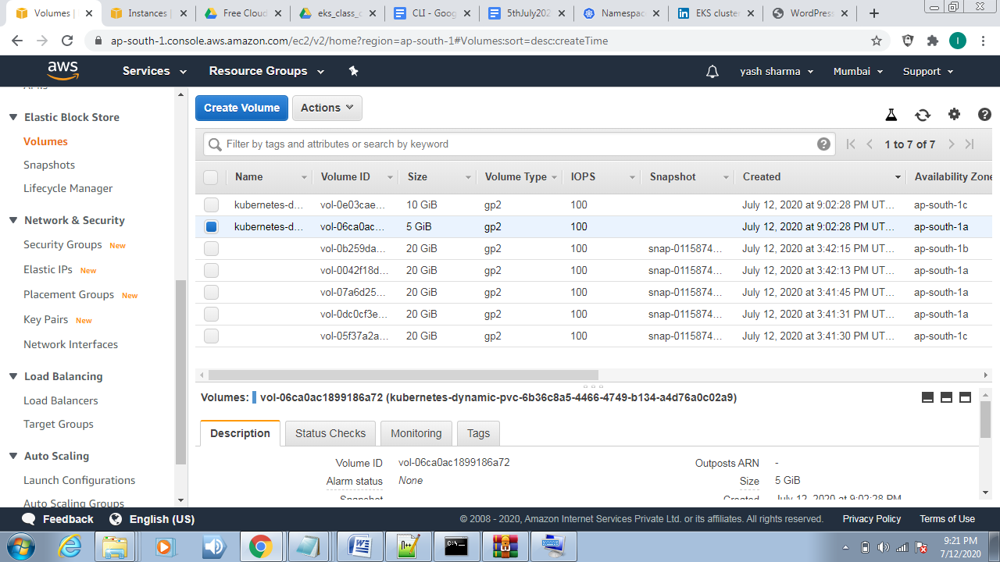 Volumes |
Instances |
Free Cloud
eks_class_c
CLI - Goog
5thJuly202
Namespac
EKS cluster
WordPress
ap-south-1.console.aws.amazon.com/ec2/v2/home?region=ap-south-1#Volumes:sort=desc:createTime
I
aws
Services
Resource Groups
yash sharma
Mumbai
Support
Elastic Block Store
Volumes
Snapshots
Lifecycle Manager
Network & Security
Security Groups New
Elastic IPs New
Placement Groups New
Key Pairs New
Network Interfaces
Load Balancing
Load Balancers
Target Groups
Auto Scaling
Launch Configurations
Auto Scaling Groups
Create Volume
Actions
Filter by tags and attributes or search by keyword
1 to 7 of 7
Name Volume ID Size Volume Type IOPS Snapshot Created Availability Zone
kubernetes-d... vol-0e03cae... 10 GiB gp2 100 July 12, 2020 at 9:02:28 PM UT... ap-south-1c
kubernetes-d... vol-06ca0ac... 5 GiB gp2 100 July 12, 2020 at 9:02:28 PM UT... ap-south-1a
vol-0b259da... 20 GiB gp2 100 snap-0115874... July 12, 2020 at 3:42:15 PM UT... ap-south-1b
vol-0042f18d... 20 GiB gp2 100 snap-0115874... July 12, 2020 at 3:42:13 PM UT... ap-south-1a
vol-07a6d25... 20 GiB gp2 100 snap-0115874... July 12, 2020 at 3:41:45 PM UT... ap-south-1a
vol-0dc0cf3e... 20 GiB gp2 100 snap-0115874... July 12, 2020 at 3:41:31 PM UT... ap-south-1a
vol-05f37a2a... 20 GiB gp2 100 snap-0115874... July 12, 2020 at 3:41:30 PM UT... ap-south-1c
Volumes: vol-06ca0ac1899186a72 (kubernetes-dynamic-pvc-6b36c8a5-4466-4749-b134-a4d76a0c02a9)
Description
Status Checks
Monitoring
Tags
Volume ID vol-06ca0ac1899186a72
Outposts ARN -
Alarm status None
Size 5 GiB
Snapshot
Created July 12, 2020 at 9:02:28 PM
Feedback
English (US)
© 2008 - 2020, Amazon Internet Services Private Ltd. or its affiliates. All rights reserved.
Privacy Policy
Terms of Use
9:21 PM
7/12/2020